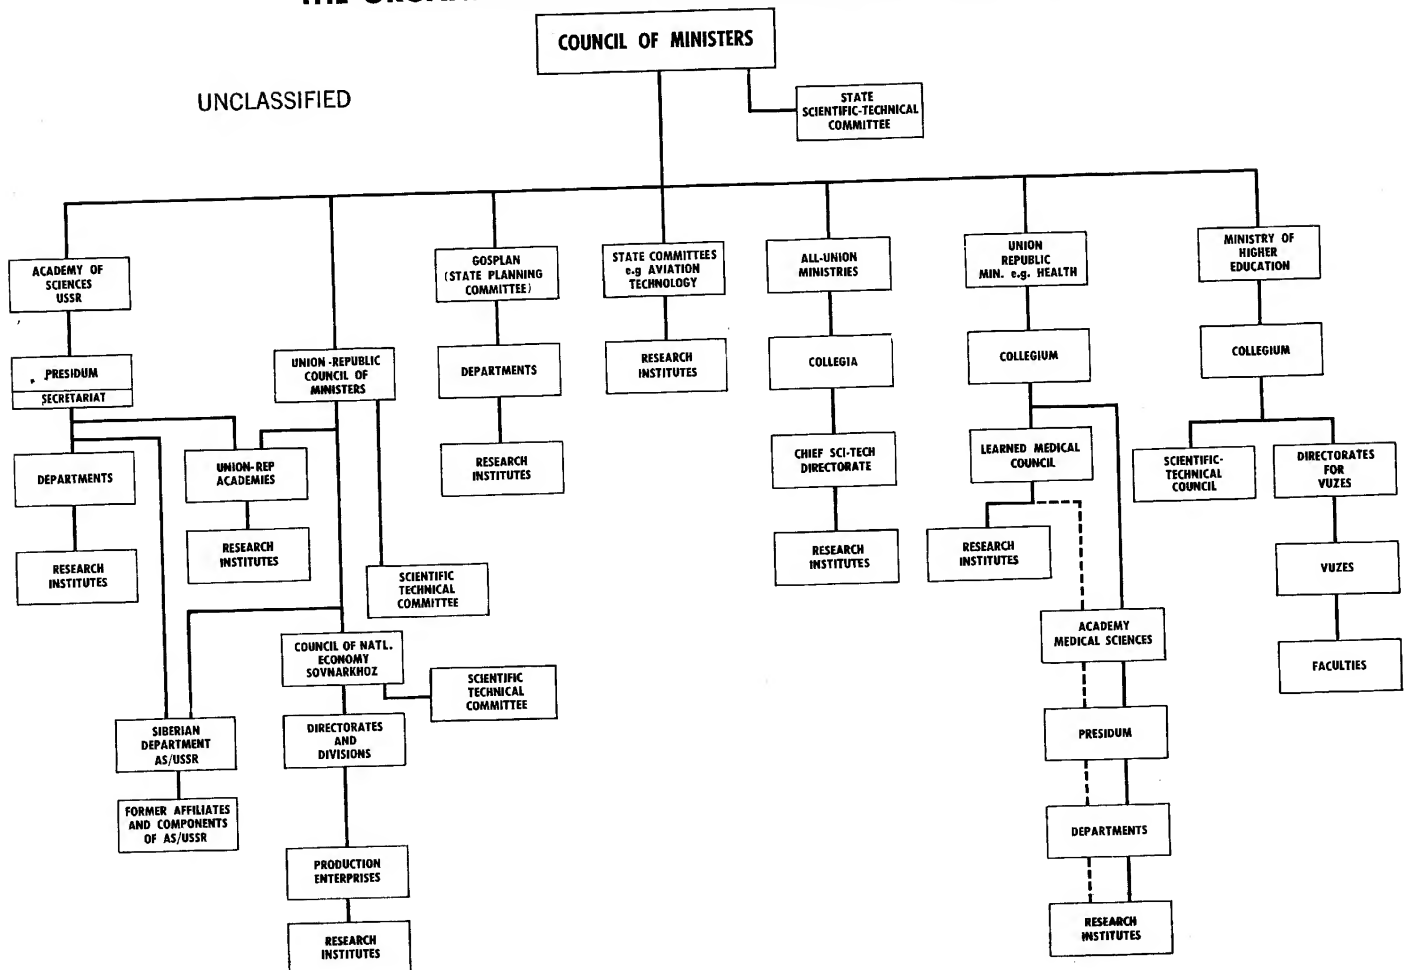 COUNCIL OF MINISTERS
UNCLASSIFIED
STATE
SCIENTIFIC-TECHNICAL
COMMITTEE
ACADEMY OF
SCIENCES
USSR
GOSPLAN
(STATE PLANNING
COMMITTEE)
STATE COMMITTEES
e.g AVIATION
TECHNOLOGY
ALL-UNION
MINISTRIES
UNION
REPUBLIC
MIN. e.g. HEALTH
MINISTRY OF
HIGHER
EDUCATION
PRESIDUM
SECRETARIAT
UNION-REPUBLIC
COUNCIL OF
MINISTERS
DEPARTMENTS
RESEARCH
INSTITUTES
COLLEGIA
COLLEGIUM
COLLEGIUM
DEPARTMENTS
UNION-REP
ACADEMIES
RESEARCH
INSTITUTES
CHIEF SCI-TECH
DIRECTORATE
LEARNED MEDICAL
COUNCIL
SCIENTIFIC-
TECHNICAL
COUNCIL
DIRECTORATES
FOR
VUZES
RESEARCH
INSTITUTES
RESEARCH
INSTITUTES
SCIENTIFIC
TECHNICAL
COMMITTEE
RESEARCH
INSTITUTES
RESEARCH
INSTITUTES
VUZES
COUNCIL OF NATL.
ECONOMY
SOVNARKHOZ
SCIENTIFIC
TECHNICAL
COMMITTEE
ACADEMY
MEDICAL SCIENCES
FACULTIES
SIBERIAN
DEPARTMENT
AS/USSR
DIRECTORATES
AND
DIVISIONS
PRESIDUM
FORMER AFFILIATES
AND COMPONENTS
OF AS/USSR
DEPARTMENTS
PRODUCTION
ENTERPRISES
RESEARCH
INSTITUTES
RESEARCH
INSTITUTES